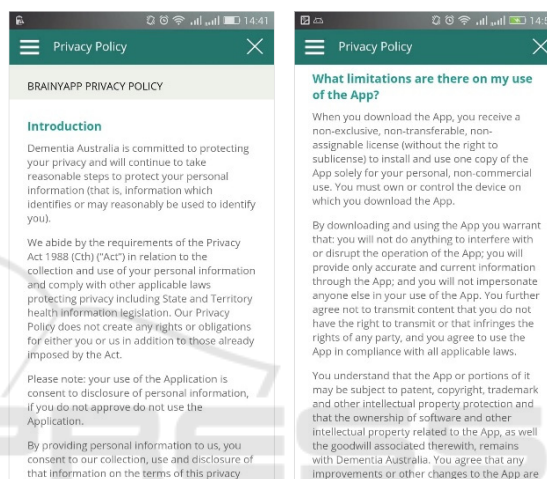 14:41
Privacy Policy
BRAINYAPP PRIVACY POLICY
Introduction
Dementia Australia is committed to protecting
your privacy and will continue to take
reasonable steps to protect your personal
information (that is, information which
identifies or may reasonably be used to identify
you).
We abide by the requirements of the Privacy
Act 1988 (Cth) ("Act") in relation to the
collection and use of your personal information
and comply with other applicable laws
protecting privacy including State and Territory
health information legislation. Our Privacy
Policy does not create any rights or obligations
for either you or us in addition to those already
imposed by the Act.
Please note: your use of the Application is
consent to disclosure of personal information,
if you do not approve do not use the
Application.
By providing personal information to us, you
consent to our collection, use and disclosure of
that information on the terms of this privacy
Privacy Policy
What limitations are there on my use
of the App?
When you download the App, you receive a
non-exclusive, non-transferable, non-
assignable license (without the right to
sublicense) to install and use one copy of the
App solely for your personal, non-commercial
use. You must own or control the device on
which you download the App.
By downloading and using the App you warrant
that: you will not do anything to interfere with
or disrupt the operation of the App; you will
provide only accurate and current information
through the App; and you will not impersonate
anyone else in your use of the App. You further
agree not to transmit content that you do not
have the right to transmit or that infringes the
rights of any party, and you agree to use the
App in compliance with all applicable laws.
You understand that the App or portions of it
may be subject to patent, copyright, trademark
and other intellectual property protection and
that the ownership of software and other
intellectual property related to the App, as well
the goodwill associated therewith, remains
with Dementia Australia. You agree that any
improvements or other changes to the App are